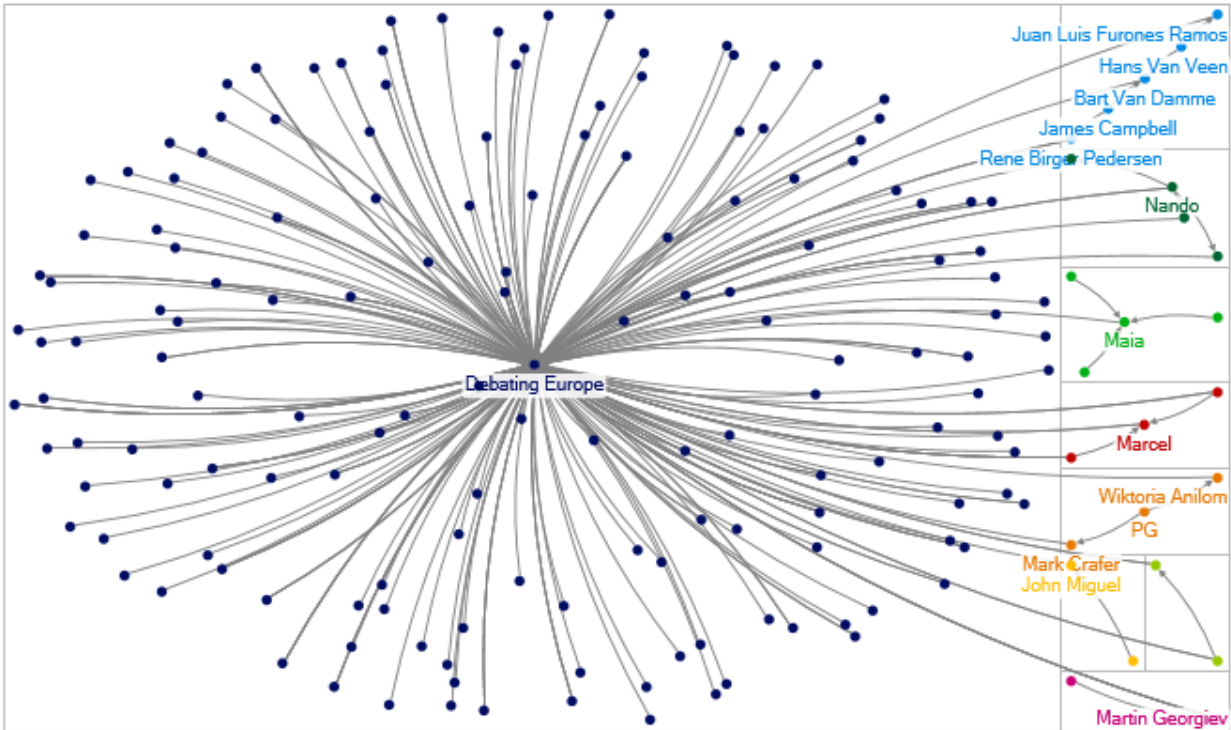 Juan Luis Furones Ramos
Hans Van Veen
Bart Van Damme
James Campbell
Rene Birger Pedersen
Nando
Maia
Debating Europe
Marcel
Wiktoria Anilom
PG
Mark Crafer
John Miguel
Martin Georgiev